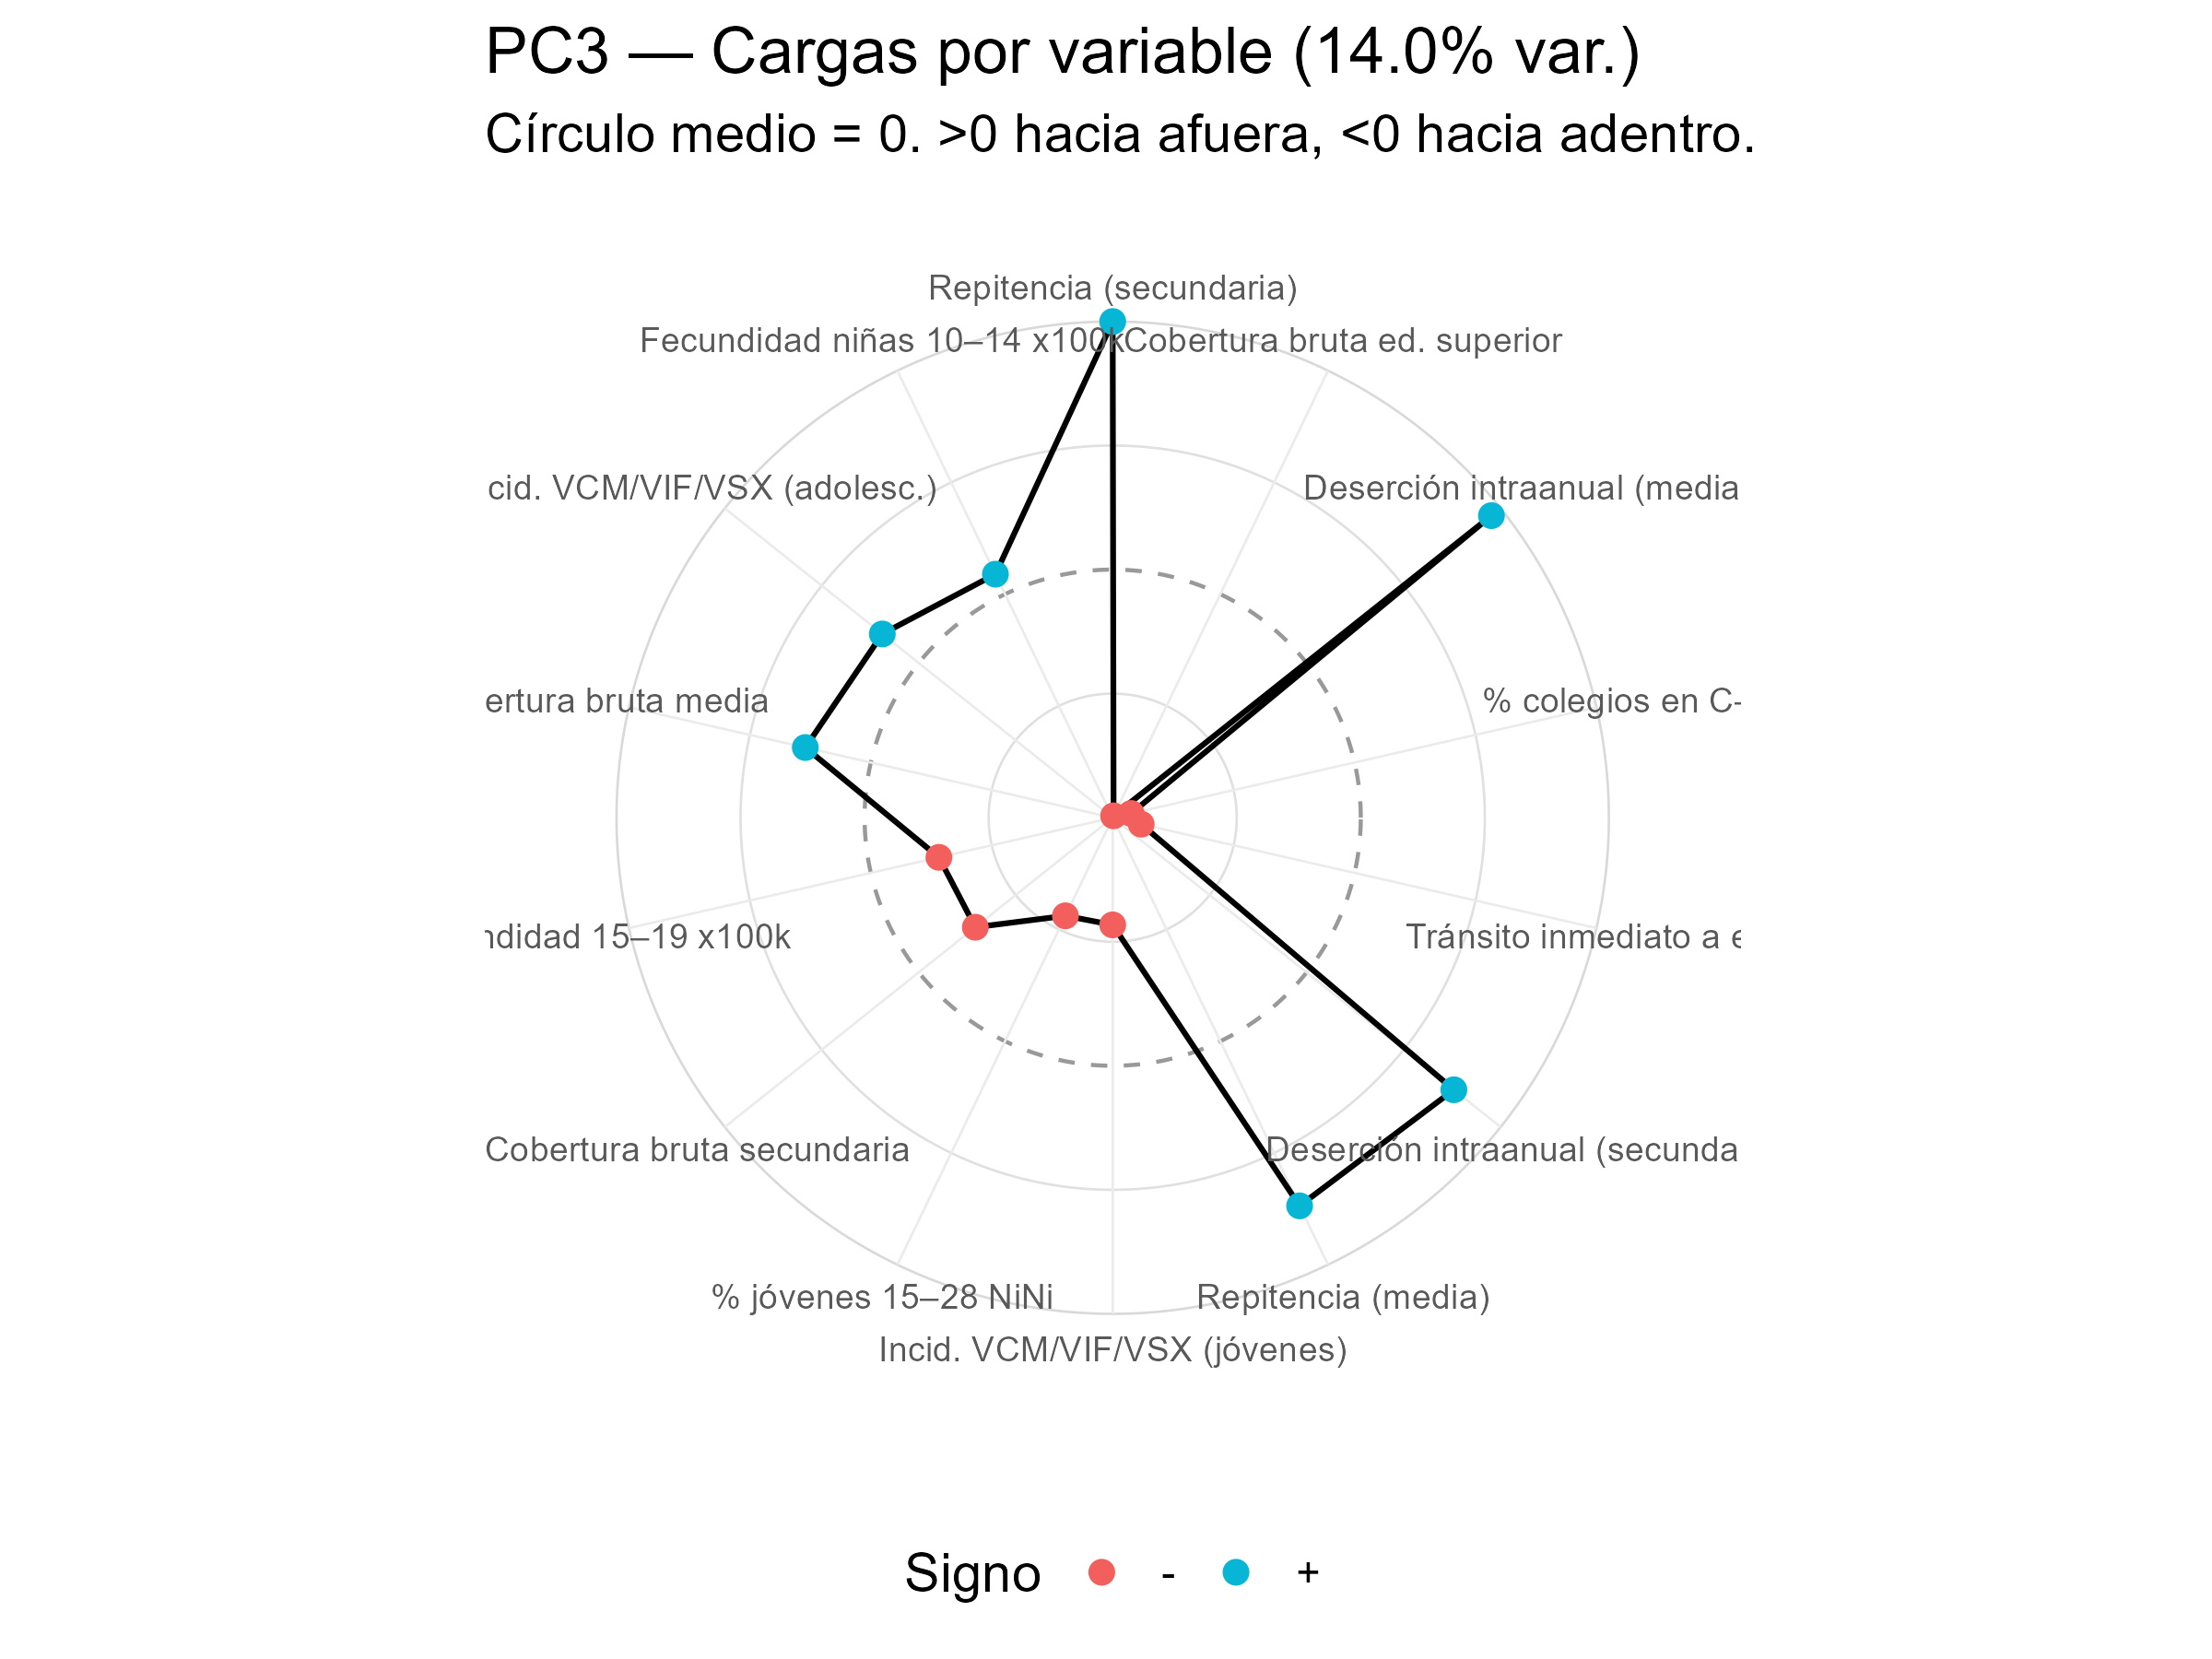 PC3 — Cargas por variable (14.0% var.)
Círculo medio = 0. >0 hacia afuera, <0 hacia adentro.
Repitencia (secundaria)
Fecundidad niñas 10–14 x100k
Cobertura bruta ed. superior
cid. VCM/VIF/VSX (adolesc.)
Deserción intraanual (media
ertura bruta media
% colegios en C-
ndidad 15–19 x100k
Tránsito inmediato a e
Cobertura bruta secundaria
Deserción intraanual (secunda
% jóvenes 15–28 NiNi
Repitencia (media)
Incid. VCM/VIF/VSX (jóvenes)
Signo - +